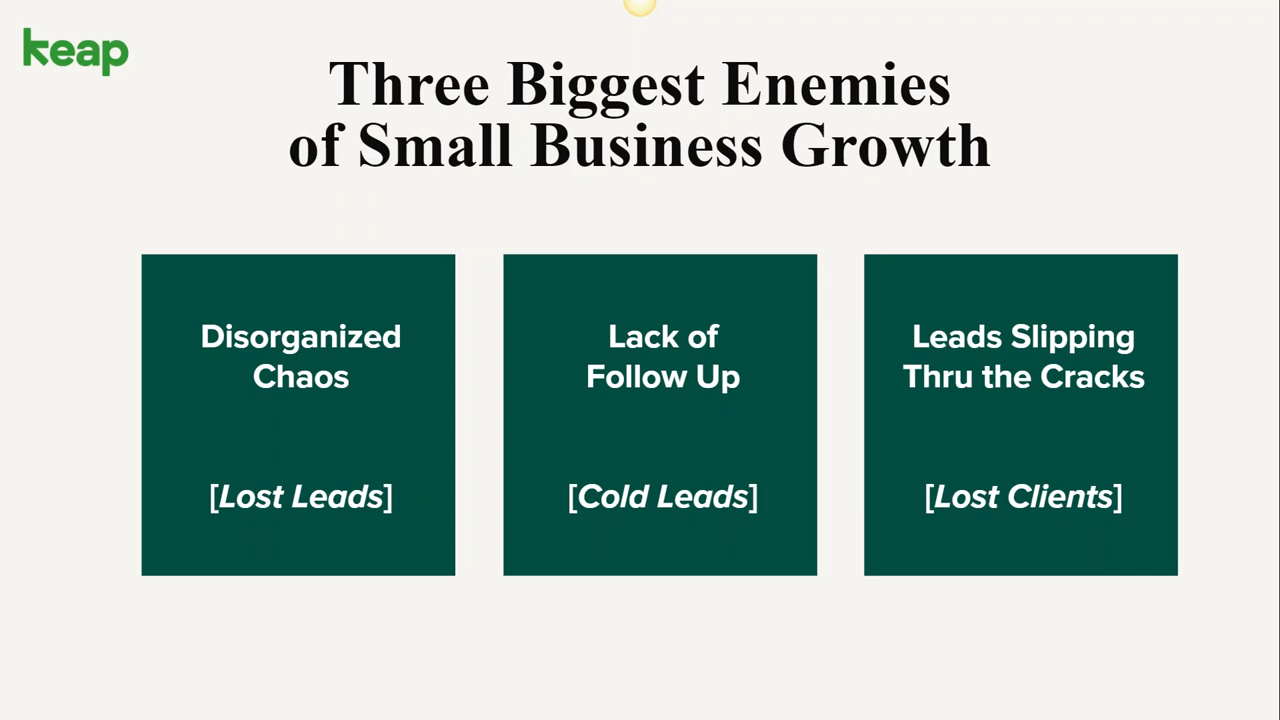 keap
Three Biggest Enemies
of Small Business Growth
Disorganized
Chaos
[Lost Leads]
Lack of
Follow Up
[Cold Leads]
Leads Slipping
Thru the Cracks
[Lost Clients]